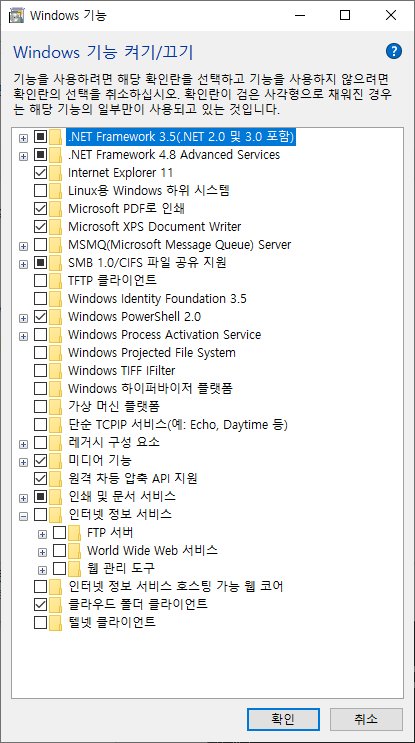 Windows 기능
Windows 기능 켜기/끄기
?
기능을 사용하려면 해당 확인란을 선택하고 기능을 사용하지 않으려면
확인란의 선택을 취소하십시오. 확인란이 검은 사각형으로 채워진 경우
는 해당 기능의 일부만이 사용되고 있는 것입니다.
.NET Framework 3.5(.NET 2.0 및 3.0 포함)
.NET Framework 4.8 Advanced Services
Internet Explorer 11
Linux용 Windows 하위 시스템
Microsoft PDF로 인쇄
Microsoft XPS Document Writer
MSMQ(Microsoft Message Queue) Server
SMB 1.0/CIFS 파일 공유 지원
TFTP 클라이언트
Windows Identity Foundation 3.5
Windows PowerShell 2.0
Windows Process Activation Service
Windows Projected File System
Windows TIFF IFilter
Windows 하이퍼바이저 플랫폼
가상 머신 플랫폼
단순 TCPIP 서비스(예: Echo, Daytime 등)
레거시 구성 요소
미디어 기능
원격 차등 압축 API 지원
인쇄 및 문서 서비스
인터넷 정보 서비스
FTP 서버
World Wide Web 서비스
웹 관리 도구
인터넷 정보 서비스 호스팅 가능 웹 코어
클라우드 폴더 클라이언트
텔넷 클라이언트
확인
취소